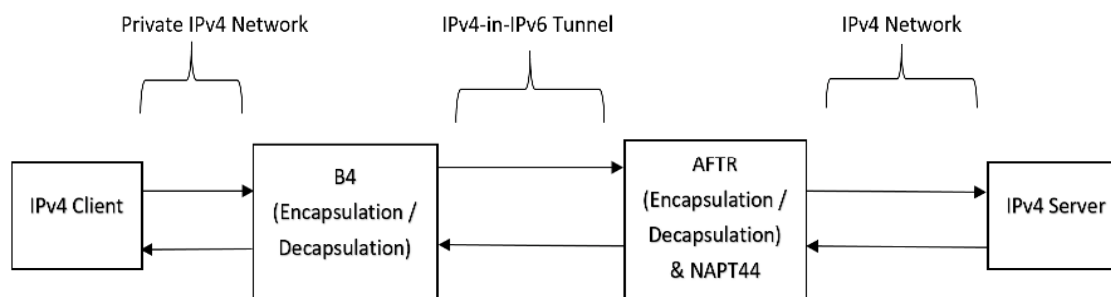 Private IPv4 Network
IPv4-in-IPv6 Tunnel
IPv4 Network
IPv4 Client
B4
(Encapsulation /
Decapsulation)
AFTR
(Encapsulation /
Decapsulation)
& NAPT44
IPv4 Server